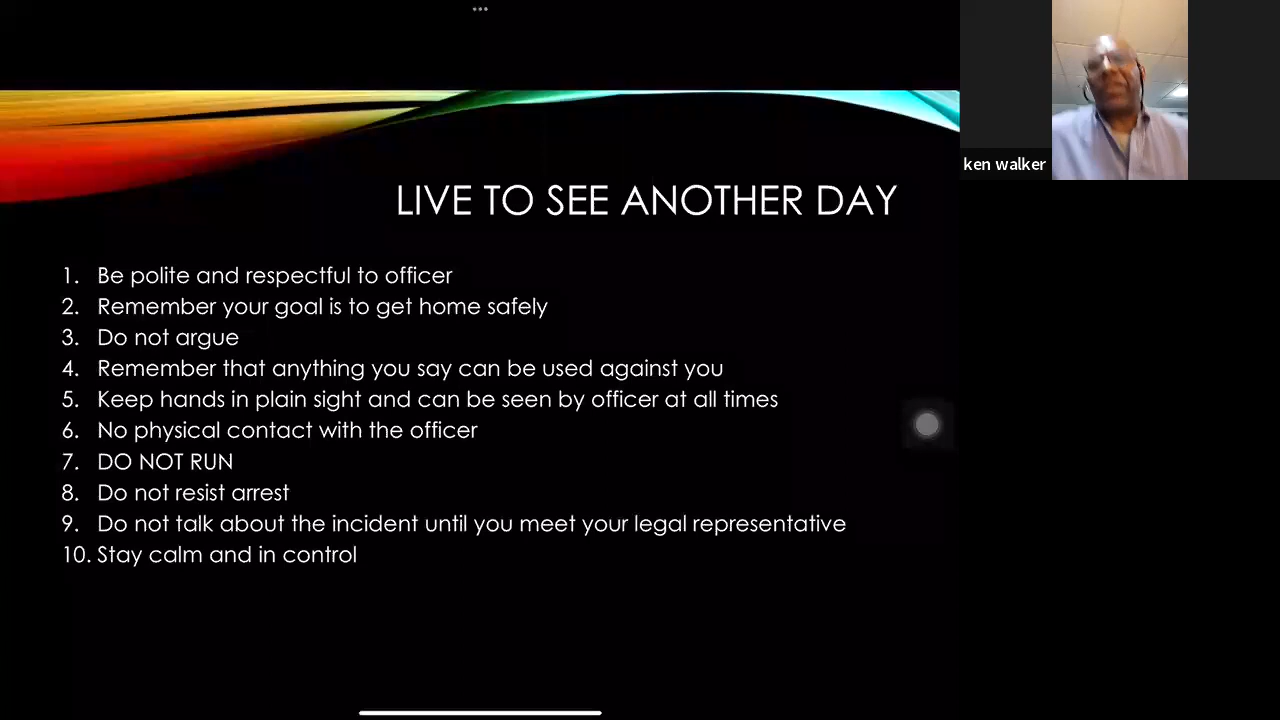 LIVE TO SEE ANOTHER DAY
1. Be polite and respectful to officer
2. Remember your goal is to get home safely
3. Do not argue
4. Remember that anything you say can be used against you
5. Keep hands in plain sight and can be seen by officer at all times
6. No physical contact with the officer
7. DO NOT RUN
8. Do not resist arrest
9. Do not talk about the incident until you meet your legal representative
10. Stay calm and in control
ken walker